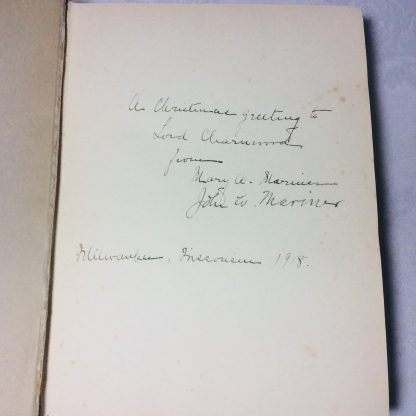 A Christmas greeting to
Lord Charnwood
from
Mary A. Mariner
John W. Mariner
Milwaukee, Wisconsin 1918.